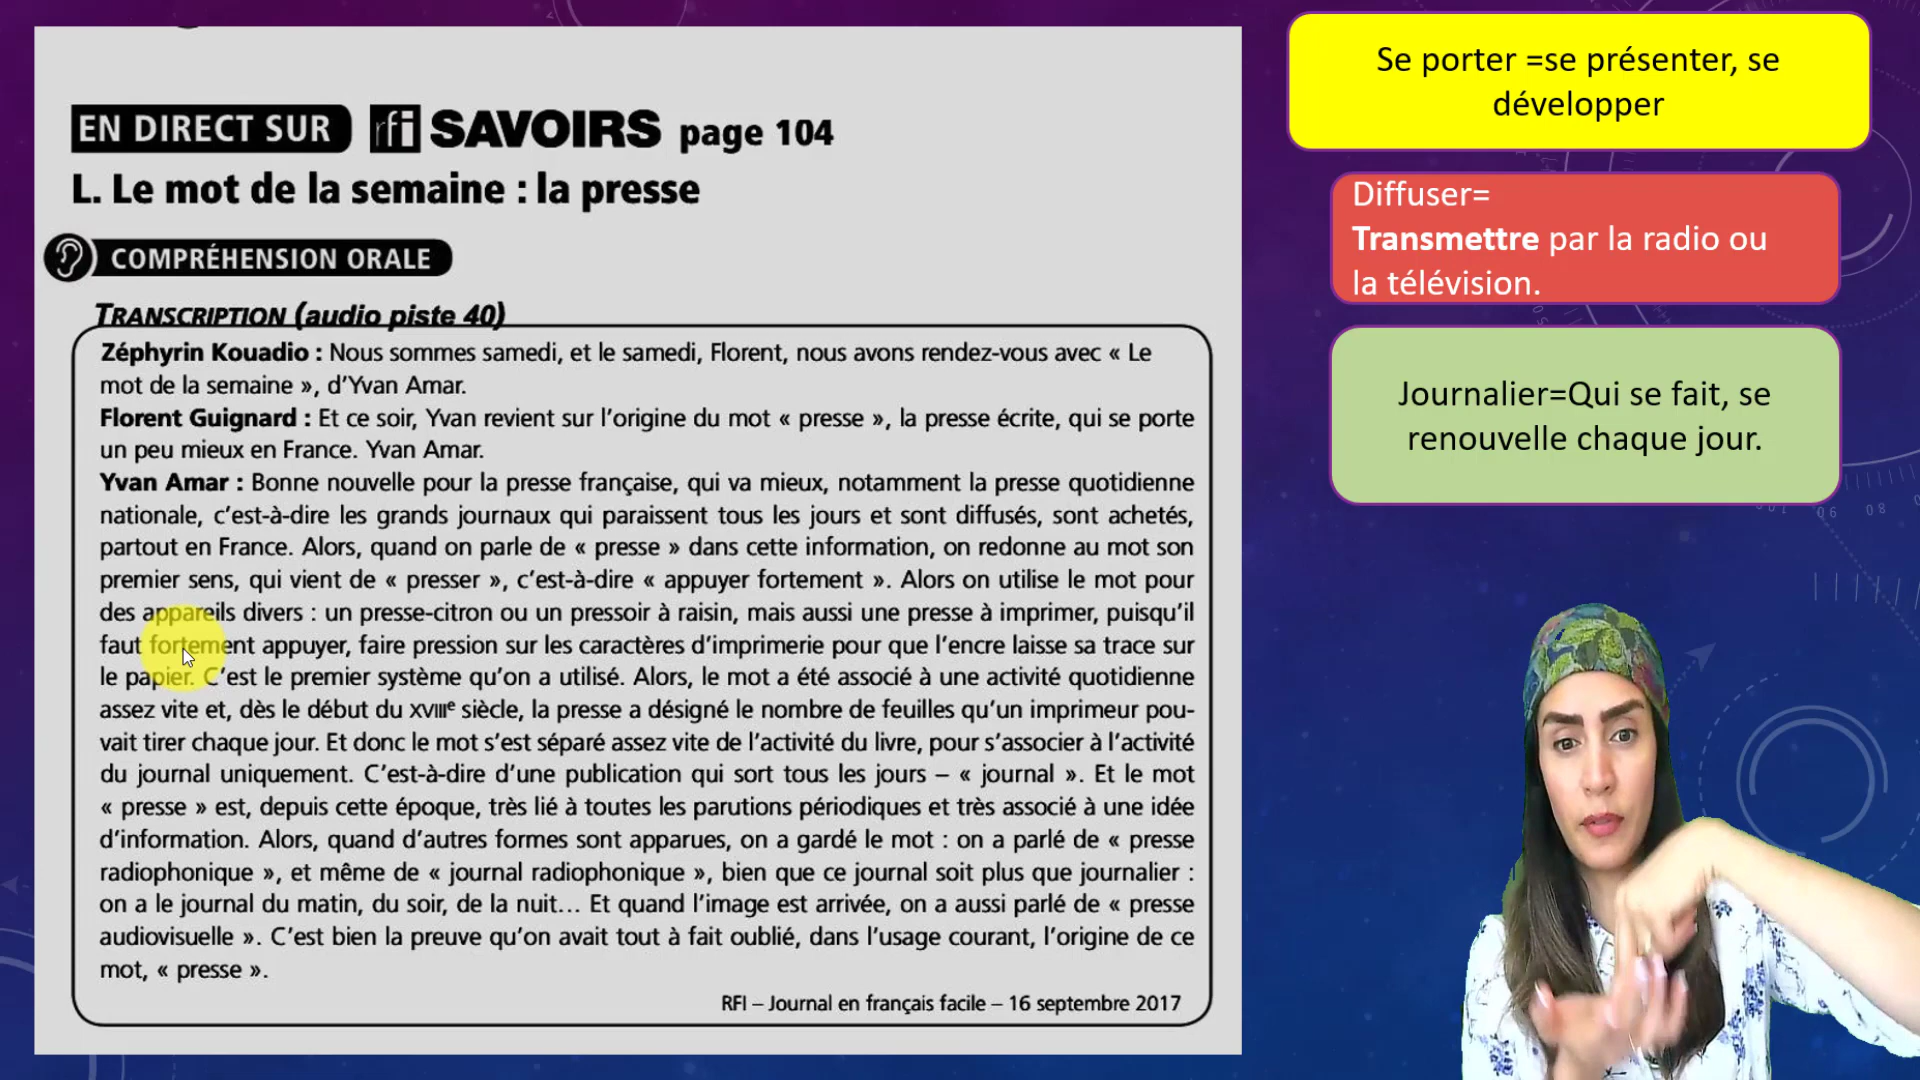 EN DIRECT SUR rfi SAVOIRS page 104
L. Le mot de la semaine : la presse
COMPRÉHENSION ORALE
TRANSCRIPTION (audio piste 40)
Zéphyrin Kouadio : Nous sommes samedi, et le samedi, Florent, nous avons rendez-vous avec « Le
mot de la semaine », d'Yvan Amar.
Florent Guignard : Et ce soir, Yvan revient sur l'origine du mot « presse », la presse écrite, qui se porte
un peu mieux en France. Yvan Amar.
Yvan Amar : Bonne nouvelle pour la presse française, qui va mieux, notamment la presse quotidienne
nationale, c'est-à-dire les grands journaux qui paraissent tous les jours et sont diffusés, sont achetés,
partout en France. Alors, quand on parle de « presse » dans cette information, on redonne au mot son
premier sens, qui vient de « presser », c'est-à-dire « appuyer fortement ». Alors on utilise le mot pour
des appareils divers : un presse-citron ou un pressoir à raisin, mais aussi une presse à imprimer, puisqu'il
faut fortement appuyer, faire pression sur les caractères d'imprimerie pour que l'encre laisse sa trace sur
le papier. C'est le premier système qu'on a utilisé. Alors, le mot a été associé à une activité quotidienne
assez vite et, dès le début du XVIIIe siècle, la presse a désigné le nombre de feuilles qu'un imprimeur pou-
vait tirer chaque jour. Et donc le mot s'est séparé assez vite de l'activité du livre, pour s'associer à l'activité
du journal uniquement. C'est-à-dire d'une publication qui sort tous les jours – « journal ». Et le mot
« presse » est, depuis cette époque, très lié à toutes les parutions périodiques et très associé à une idée
d'information. Alors, quand d'autres formes sont apparues, on a gardé le mot : on a parlé de « presse
radiophonique », et même de « journal radiophonique », bien que ce journal soit plus que journalier :
on a le journal du matin, du soir, de la nuit... Et quand l'image est arrivée, on a aussi parlé de « presse
audiovisuelle ». C'est bien la preuve qu'on avait tout à fait oublié, dans l'usage courant, l'origine de ce
mot, « presse ».
RFI – Journal en français facile – 16 septembre 2017
Se porter =se présenter, se
développer
Diffuser=
Transmettre par la radio ou
la télévision.
Journalier=Qui se fait, se
renouvelle chaque jour.